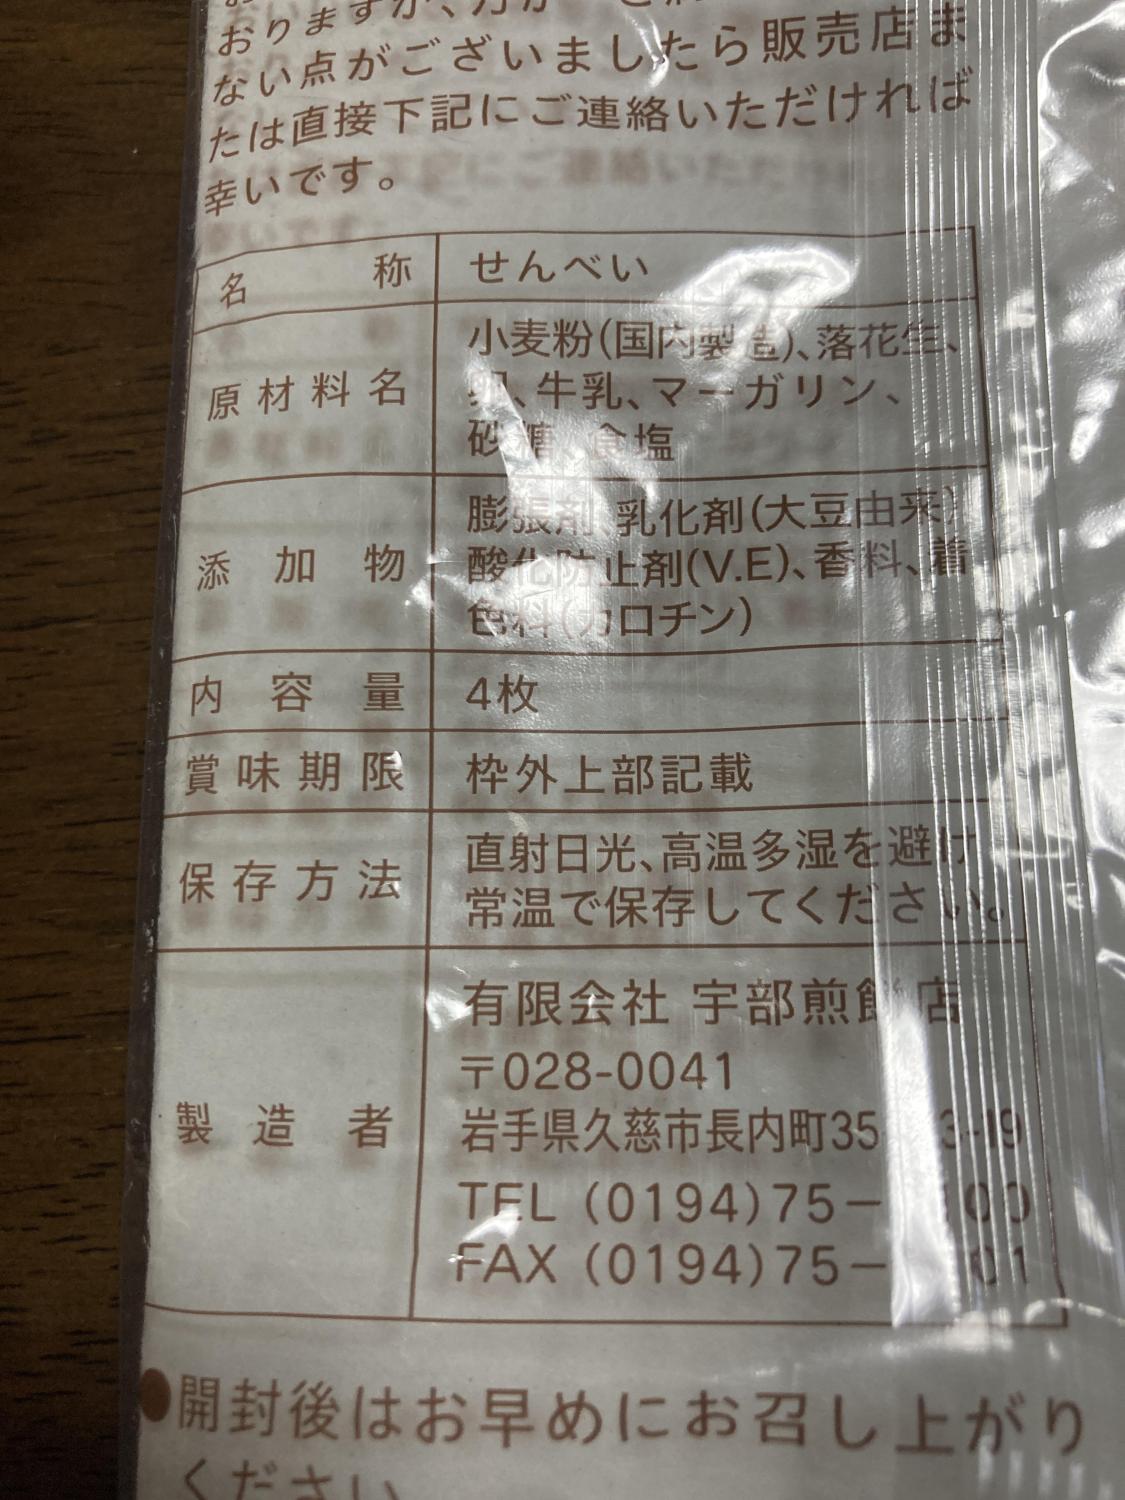 おりますが、
ない点がございましたら販売店ま
たは直接下記にご連絡いただければ
幸いです。
名称 せんべい
原材料名 小麦粉(国内製造)、落花生、
卵、牛乳、マーガリン、
砂糖、食塩
添加物 膨張剤、乳化剤(大豆由来)
酸化防止剤(V.E)、香料、着
色料(カロチン)
内容量 4枚
賞味期限 枠外上部記載
保存方法 直射日光、高温多湿を避け
常温で保存してください。
製造者 有限会社 宇部煎餅店
〒028-0041
岩手県久慈市長内町35 3-19
TEL (0194)75− 00
FAX (0194)75− 01
●開封後はお早めにお召し上がり
ください